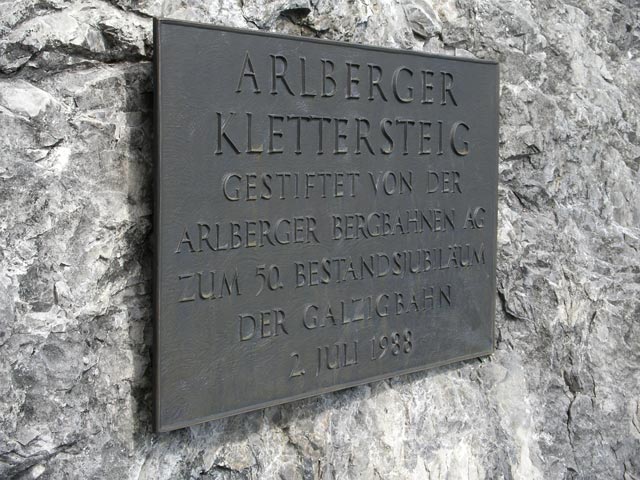 ARLBERGER
KLETTERSTEIG
GESTIFTET VON DER
ARLBERGER BERGBAHNEN AG
ZUM 50. BESTANDSJUBILÄUM
DER GALZIGBAHN
2. JULI 1988